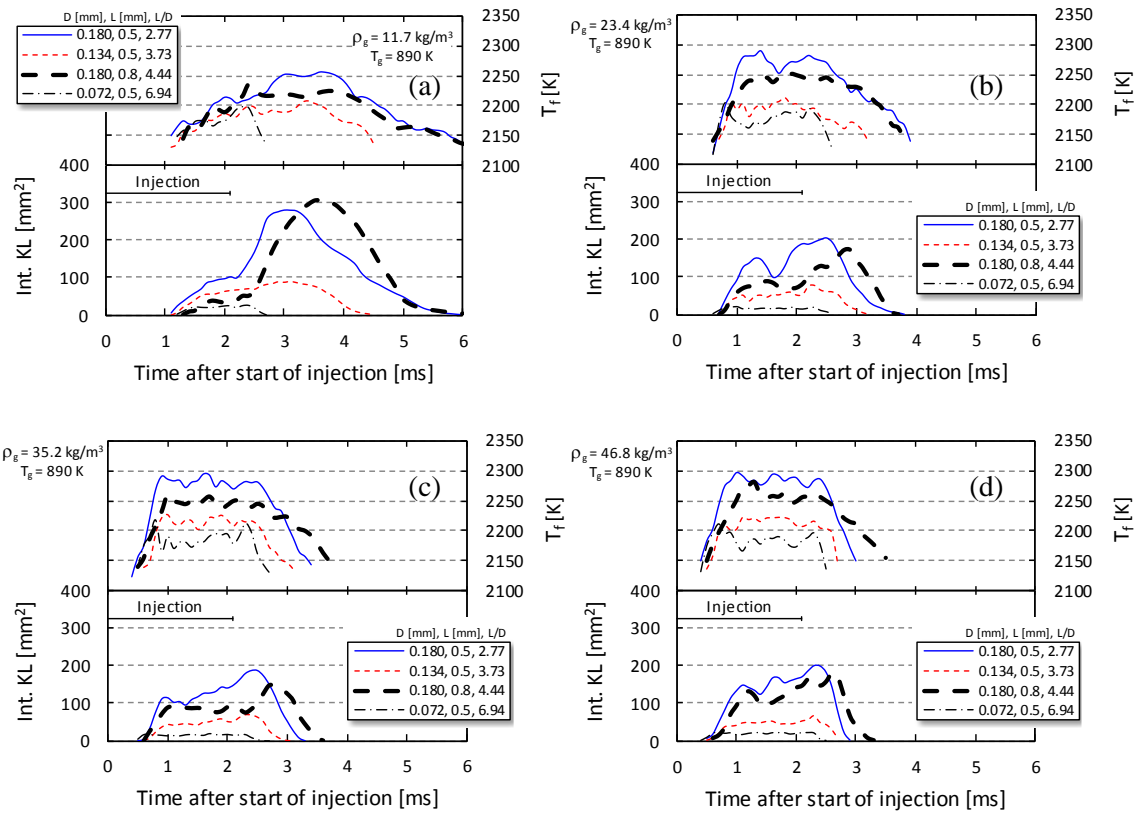 D [mm], L [mm], L/D
0.180, 0.5, 2.77
0.134, 0.5, 3.73
0.180, 0.8, 4.44
0.072, 0.5, 6.94
ρg = 11.7 kg/m³
Tg = 890 K
(a)
2350
2300
2250
2200
2150
2100
Tf [K]
400
300
200
100
0
Int. KL [mm²]
Injection
0 1 2 3 4 5 6
Time after start of injection [ms]
ρg = 23.4 kg/m³
Tg = 890 K
(b)
2350
2300
2250
2200
2150
2100
Tf [K]
400
300
200
100
0
Int. KL [mm²]
Injection
D [mm], L [mm], L/D
0.180, 0.5, 2.77
0.134, 0.5, 3.73
0.180, 0.8, 4.44
0.072, 0.5, 6.94
0 1 2 3 4 5 6
Time after start of injection [ms]
ρg = 35.2 kg/m³
Tg = 890 K
(c)
2350
2300
2250
2200
2150
2100
Tf [K]
400
300
200
100
0
Int. KL [mm²]
Injection
D [mm], L [mm], L/D
0.180, 0.5, 2.77
0.134, 0.5, 3.73
0.180, 0.8, 4.44
0.072, 0.5, 6.94
0 1 2 3 4 5 6
Time after start of injection [ms]
ρg = 46.8 kg/m³
Tg = 890 K
(d)
2350
2300
2250
2200
2150
2100
Tf [K]
400
300
200
100
0
Int. KL [mm²]
Injection
D [mm], L [mm], L/D
0.180, 0.5, 2.77
0.134, 0.5, 3.73
0.180, 0.8, 4.44
0.072, 0.5, 6.94
0 1 2 3 4 5 6
Time after start of injection [ms]